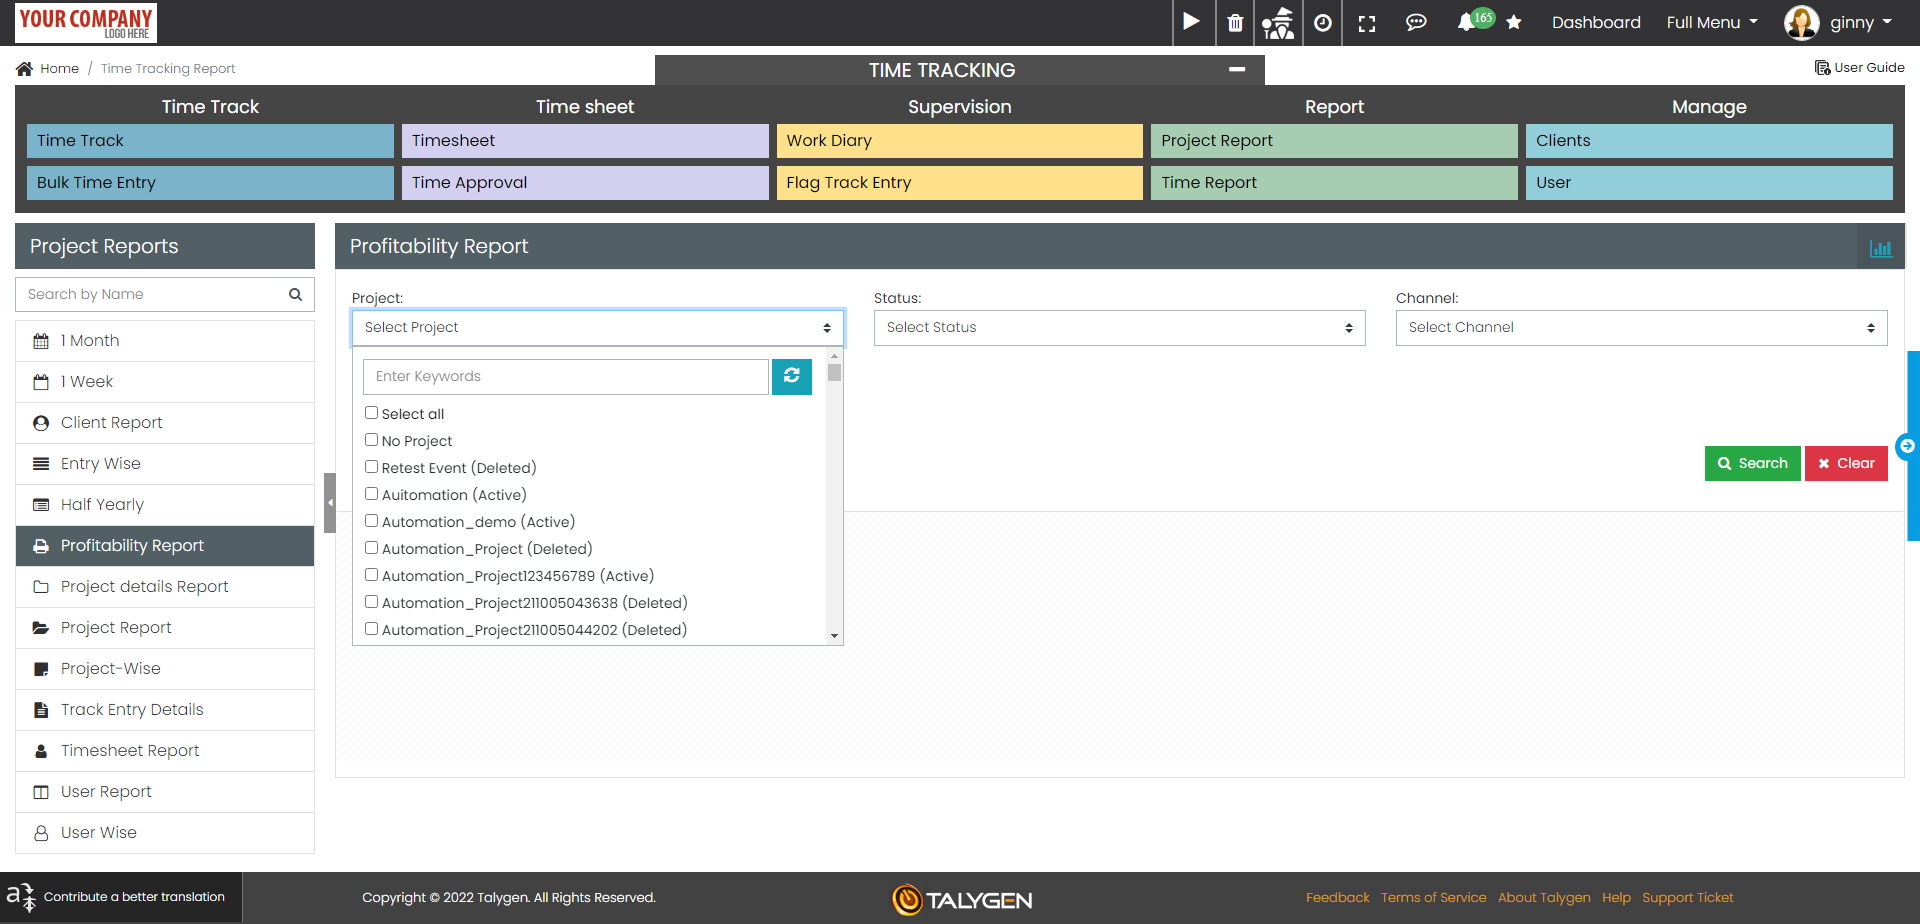 YOUR COMPANY
LOGO HERE
165
Dashboard
Full Menu
ginny
Home / Time Tracking Report
TIME TRACKING
User Guide
Time Track
Time sheet
Supervision
Report
Manage
Time Track
Timesheet
Work Diary
Project Report
Clients
Bulk Time Entry
Time Approval
Flag Track Entry
Time Report
User
Project Reports
Search by Name
1 Month
1 Week
Client Report
Entry Wise
Half Yearly
Profitability Report
Project details Report
Project Report
Project-Wise
Track Entry Details
Timesheet Report
User Report
User Wise
Profitability Report
Project:
Status:
Channel:
Select Project
Select Status
Select Channel
Enter Keywords
Select all
No Project
Retest Event (Deleted)
Auitomation (Active)
Automation_demo (Active)
Automation_Project (Deleted)
Automation_Project123456789 (Active)
Automation_Project211005043638 (Deleted)
Automation_Project211005044202 (Deleted)
Search
Clear
Contribute a better translation
Copyright © 2022 Talygen. All Rights Reserved.
TALYGEN
Feedback
Terms of Service
About Talygen
Help
Support Ticket